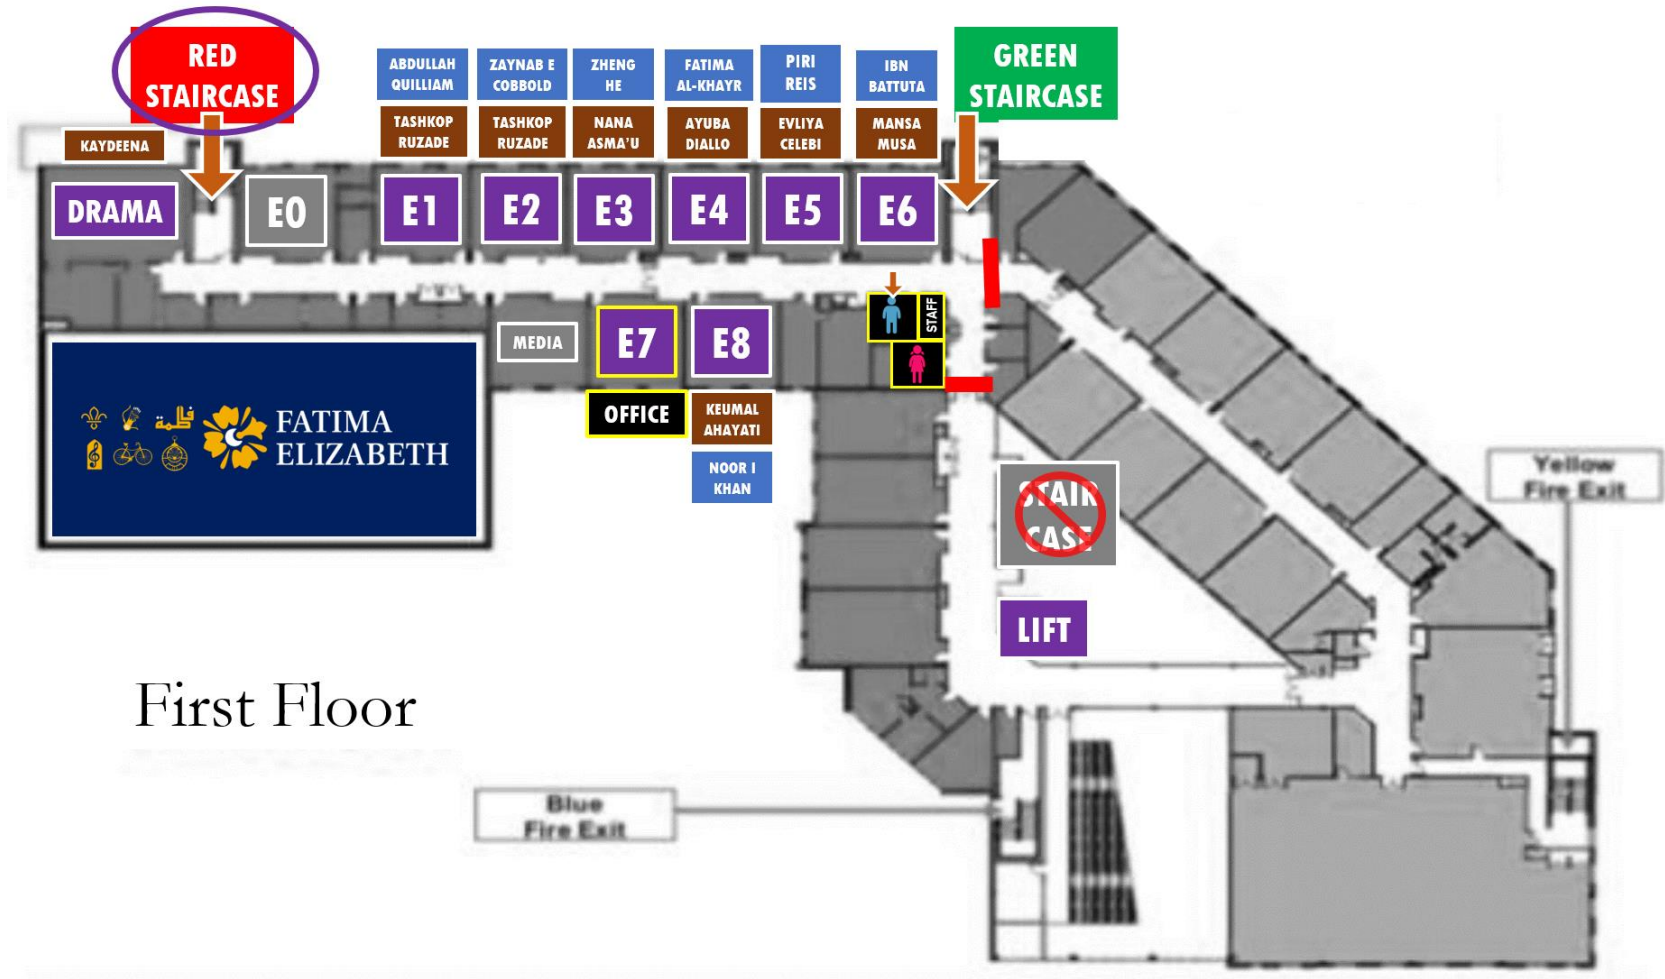 RED
STAIRCASE
ABDULLAH
QUILLIAM
ZAYNAB E
COBBOLD
ZHENG
HE
FATIMA
AL-KHAYR
PIRI
REIS
IBN
BATTUTA
GREEN
STAIRCASE
KAYDEENA
TASHKOP
RUZADE
TASHKOP
RUZADE
NANA
ASMA'U
AYUBA
DIALLO
EVLIYA
CELEBI
MANSA
MUSA
DRAMA
E0
E1
E2
E3
E4
E5
E6
MEDIA
E7
E8
STAFF
OFFICE
KEUMAL
AHAYATI
NOOR I
KHAN
فاطمة
FATIMA
ELIZABETH
STAIR
CASE
Yellow
Fire Exit
LIFT
First Floor
Blue
Fire Exit